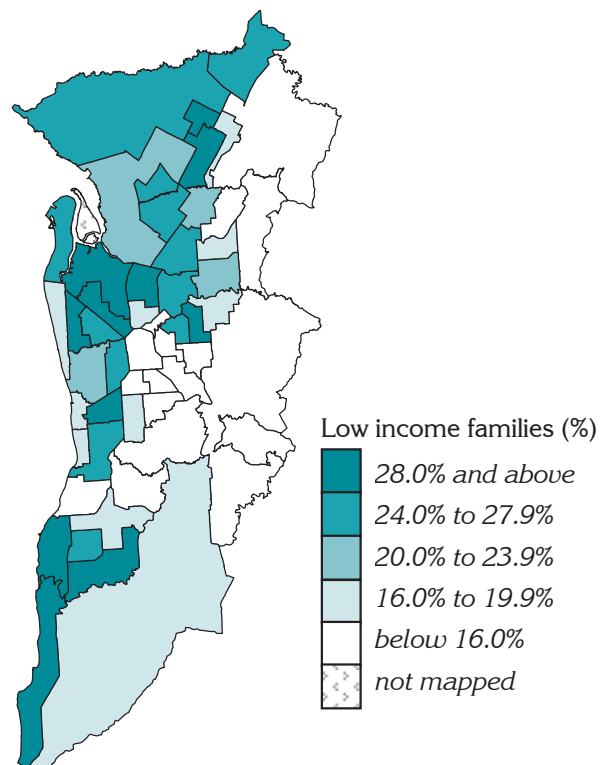 Low income families (%)
28.0% and above
24.0% to 27.9%
20.0% to 23.9%
16.0% to 19.9%
below 16.0%
not mapped